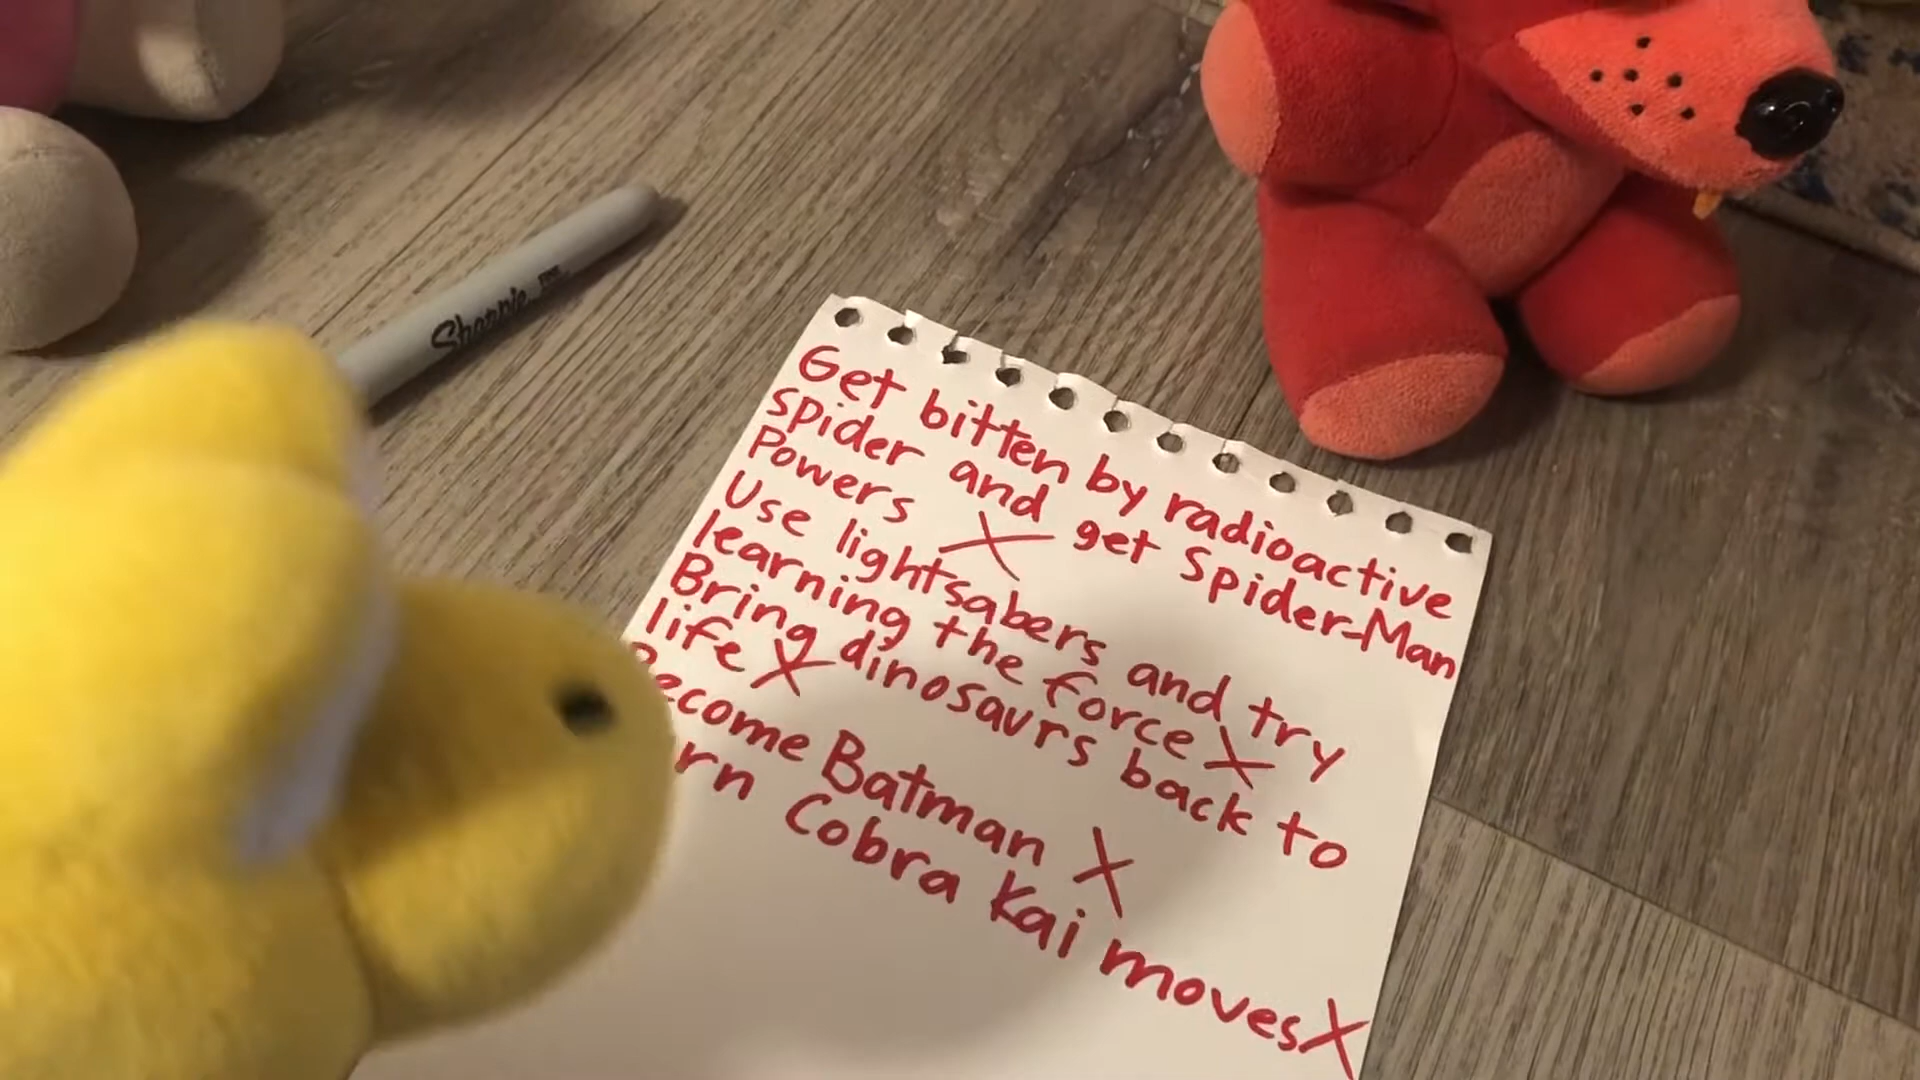 Sharpie
Get bitten by radioactive
spider and get Spider-Man
Powers X
Use lightsabers and try
learning the force X
Bring dinosaurs back to
life X
Become Batman X
rn Cobra Kai moves X